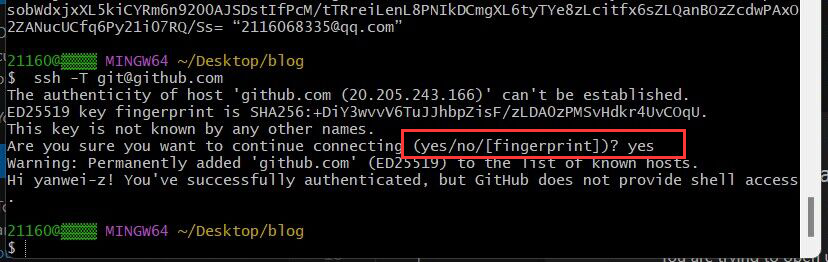 sobWdxjxXL5kiCYRm6n92OOAJSDstIfPcM/tTRreiLenL8PNIkDCmgXL6tyTYe8zLcitfx6sZLQanBOzZcdwPAxO
2ZANucUCfq6Py21i07RQ/Ss= “2116068335@qq.com”
21160@▒▒▒▒ MINGW64 ~/Desktop/blog
$ ssh -T git@github.com
The authenticity of host 'github.com (20.205.243.166)' can't be established.
ED25519 key fingerprint is SHA256:+DiY3wvvV6TuJJhbpZisF/zLDA0zPMSvHdkr4UvCOqU.
This key is not known by any other names.
Are you sure you want to continue connecting (yes/no/[fingerprint])? yes
Warning: Permanently added 'github.com' (ED25519) to the list of known hosts.
Hi yanwei-z! You've successfully authenticated, but GitHub does not provide shell access
.
21160@▒▒▒▒ MINGW64 ~/Desktop/blog
$